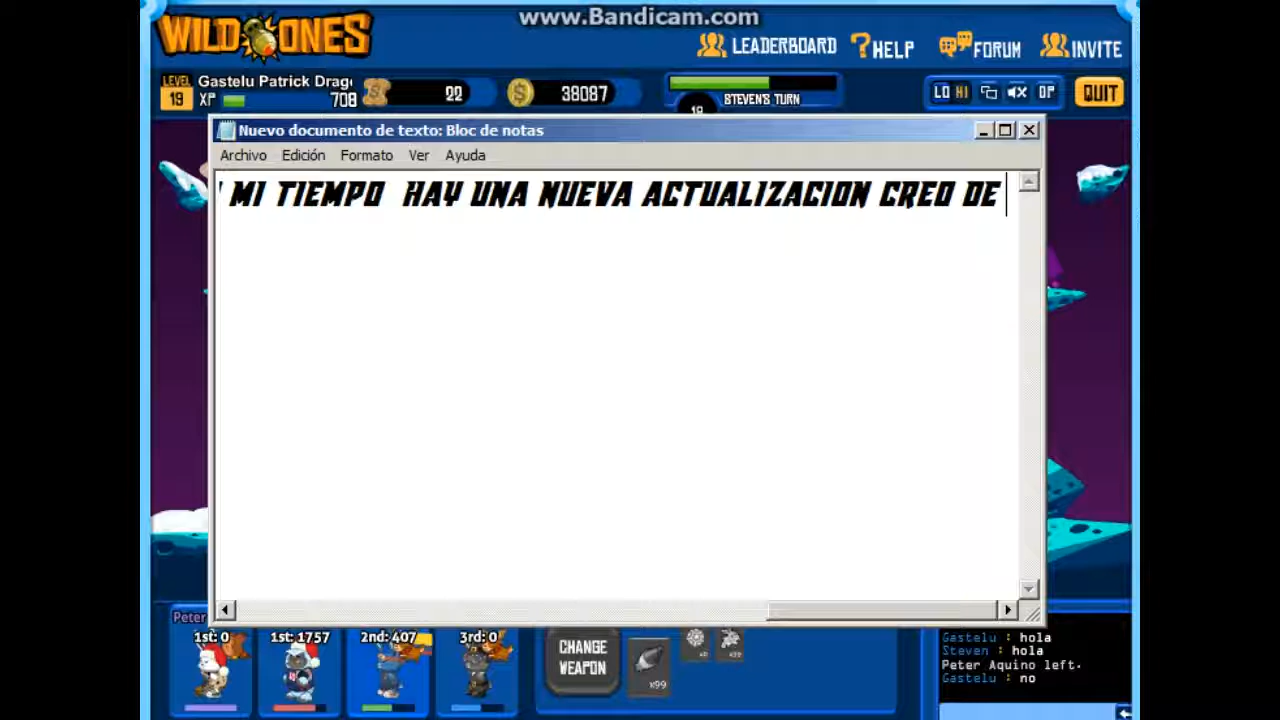 www.Bandicam.com
WILD ONES
LEADERBOARD
HELP
FORUM
INVITE
LEVEL
19
Gastelu Patrick Drag
XP
708
22
38087
STEVEN'S TURN
19
LO HI
OP
QUIT
Nuevo documento de texto: Bloc de notas
Archivo Edición Formato Ver Ayuda
MI TIEMPO HAY UNA NUEVA ACTUALIZACION CREO DE
Peter
1st: 0
1st: 1757
2nd: 407
3rd: 0
CHANGE
WEAPON
x99
Gastelu : hola
Steven : hola
Peter Aquino left.
Gastelu : no